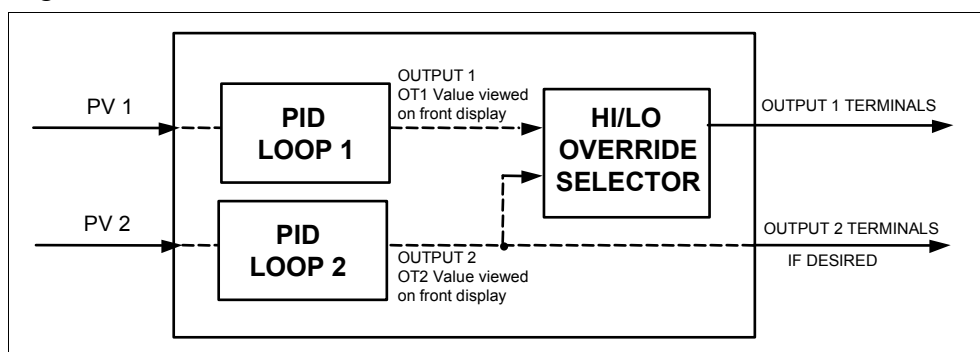 PV 1
PID
LOOP 1
OUTPUT 1
OT1 Value viewed
on front display
HI/LO
OVERRIDE
SELECTOR
OUTPUT 1 TERMINALS
PV 2
PID
LOOP 2
OUTPUT 2
OT2 Value viewed
on front display
OUTPUT 2 TERMINALS
IF DESIRED